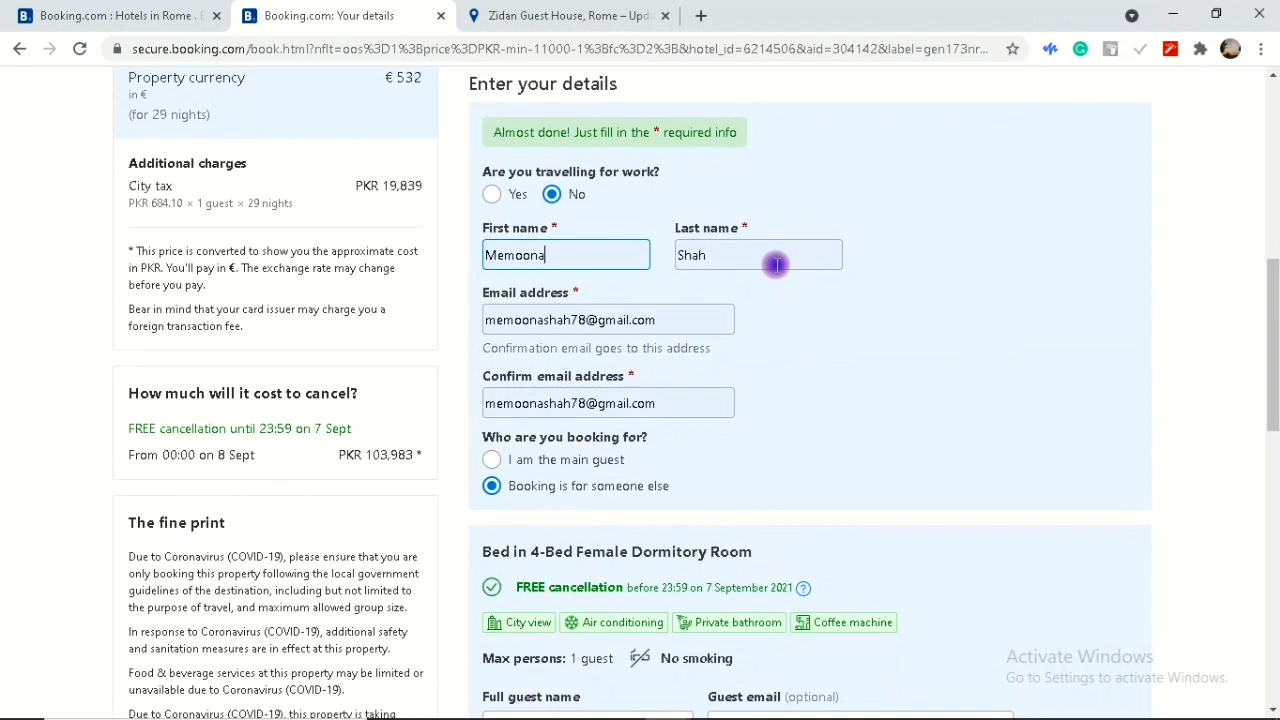 Booking.com : Hotels in Rome . B
Booking.com: Your details
Zidan Guest House, Rome – Upda
secure.booking.com/book.html?nflt=oos%3D1%3Bprice%3DPKR-min-11000-1%3Bfc%23B&hotel_id=6214506&aid=304142&label=gen173nr...
Property currency € 532
in €
(for 29 nights)
Additional charges
City tax PKR 19,839
PKR 684.10 × 1 guest × 29 nights
* This price is converted to show you the approximate cost
in PKR. You'll pay in €. The exchange rate may change
before you pay.
Bear in mind that your card issuer may charge you a
foreign transaction fee.
How much will it cost to cancel?
FREE cancellation until 23:59 on 7 Sept
From 00:00 on 8 Sept PKR 103,983 *
The fine print
Due to Coronavirus (COVID-19), please ensure that you are
only booking this property following the local government
guidelines of the destination, including but not limited to
the purpose of travel, and maximum allowed group size.
In response to Coronavirus (COVID-19), additional safety
and sanitation measures are in effect at this property.
Food & beverage services at this property may be limited or
unavailable due to Coronavirus (COVID-19).
Due to Coronavirus (COVID-19), this property is taking
Enter your details
Almost done! Just fill in the * required info
Are you travelling for work?
Yes No
First name * Last name *
Memoona Shah
Email address *
memoonashah78@gmail.com
Confirmation email goes to this address
Confirm email address *
memoonashah78@gmail.com
Who are you booking for?
I am the main guest
Booking is for someone else
Bed in 4-Bed Female Dormitory Room
FREE cancellation before 23:59 on 7 September 2021
City view Air conditioning Private bathroom Coffee machine
Max persons: 1 guest No smoking
Full guest name Guest email (optional)
Activate Windows
Go to Settings to activate Windows.